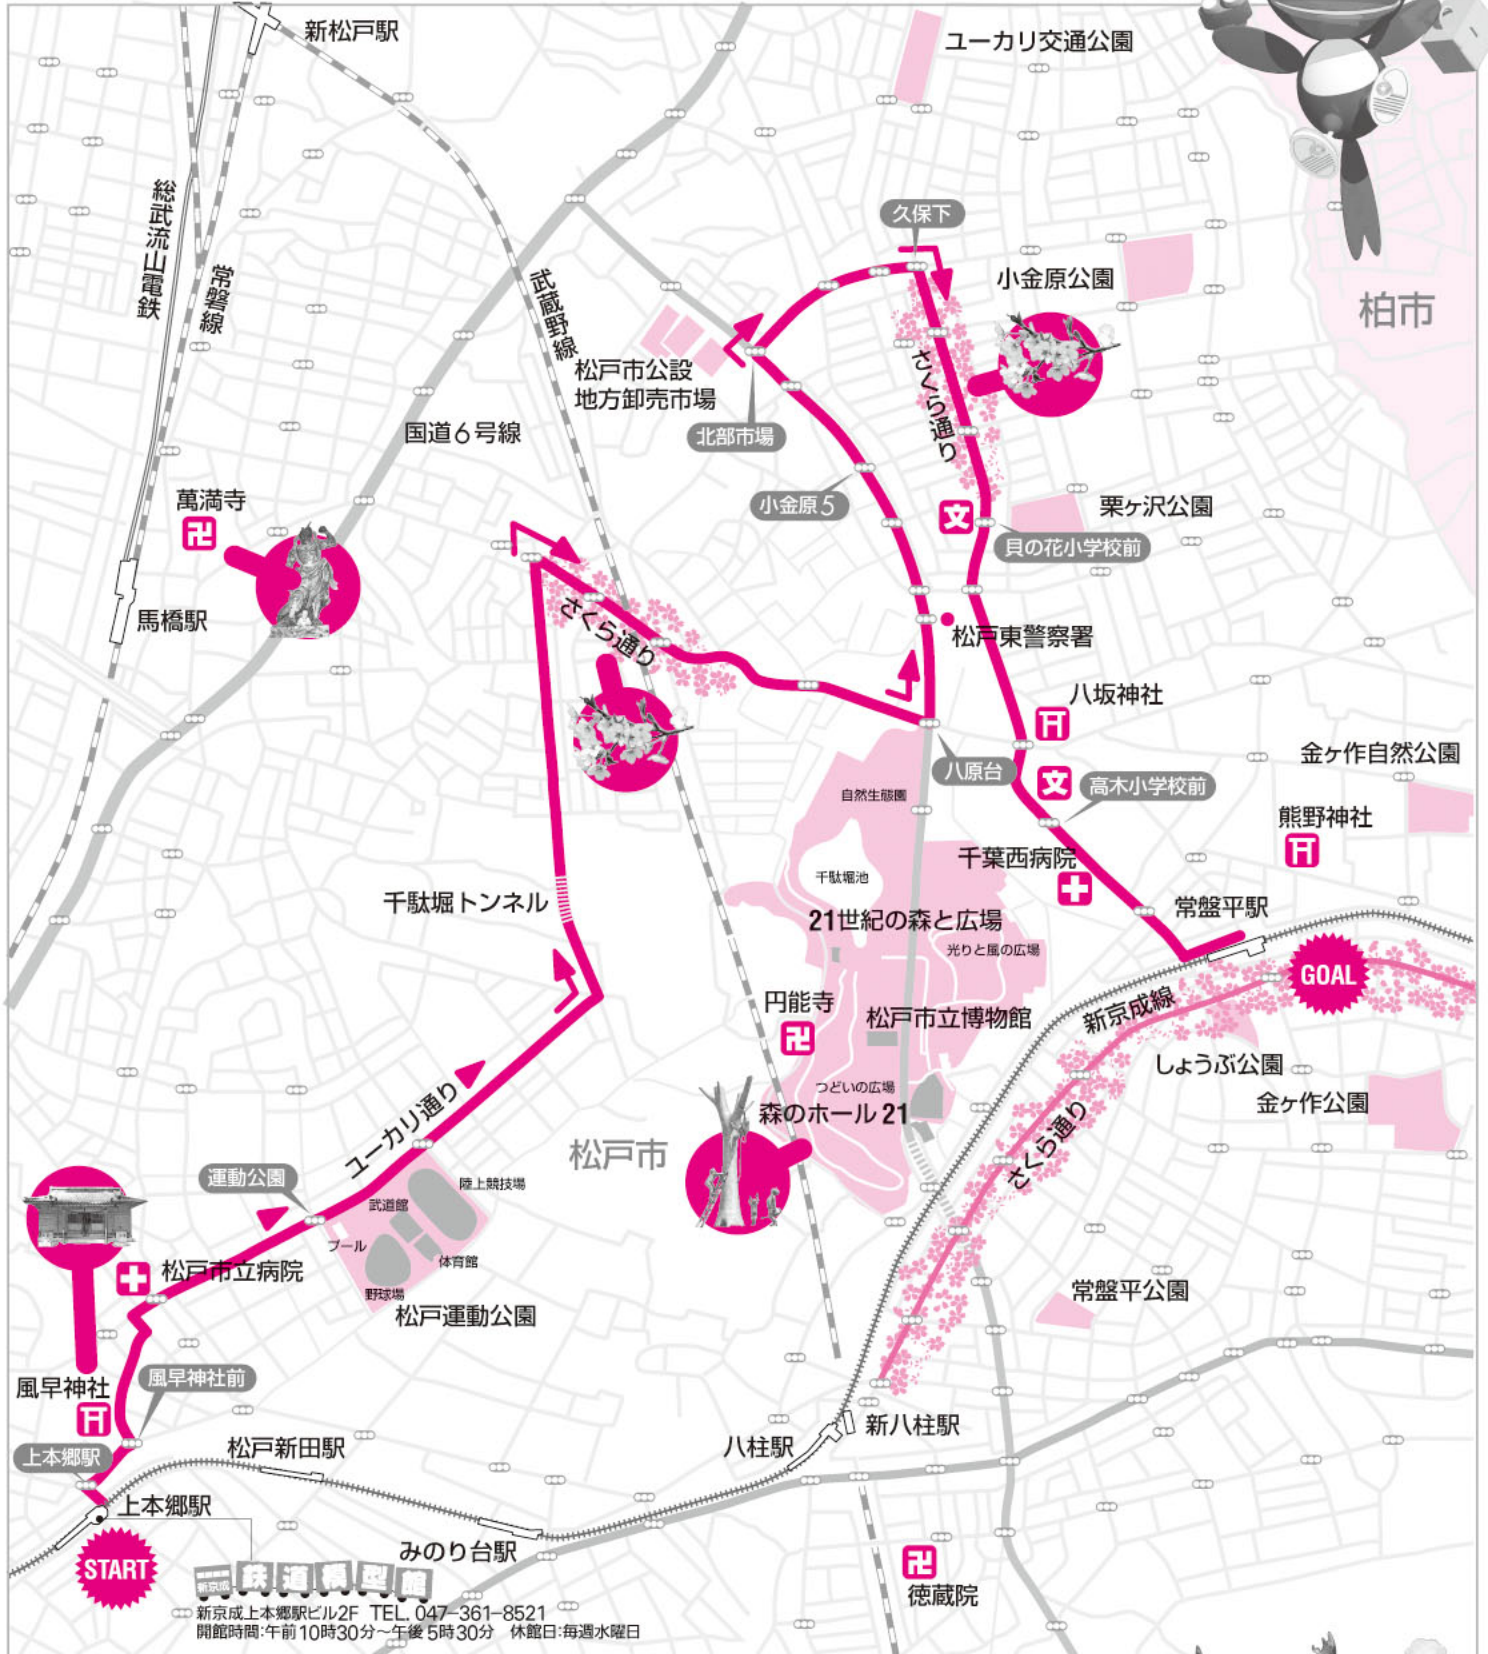 新松戸駅
ユーカリ交通公園
総武流山電鉄
常磐線
武蔵野線
久保下
小金原公園
柏市
松戸市公設
地方卸売市場
さくら通り
国道6号線
北部市場
小金原5
栗ヶ沢公園
萬満寺
卍
文
貝の花小学校前
馬橋駅
さくら通り
松戸東警察署
八坂神社
八原台
文
高木小学校前
金ヶ作自然公園
自然生態園
熊野神社
千葉西病院
千駄堀池
千駄堀トンネル
21世紀の森と広場
光りと風の広場
常盤平駅
GOAL
円能寺
卍
松戸市立博物館
新京成線
しょうぶ公園
つどいの広場
森のホール21
金ヶ作公園
ユーカリ通り
松戸市
さくら通り
運動公園
武道館
陸上競技場
プール
体育館
野球場
松戸市立病院
松戸運動公園
常盤平公園
風早神社
風早神社前
上本郷駅
松戸新田駅
八柱駅
新八柱駅
上本郷駅
みのり台駅
START
卍
徳蔵院
新京成
鉄道模型館
新京成上本郷駅ビル2F TEL. 047-361-8521
開館時間:午前10時30分～午後5時30分 休館日:毎週水曜日